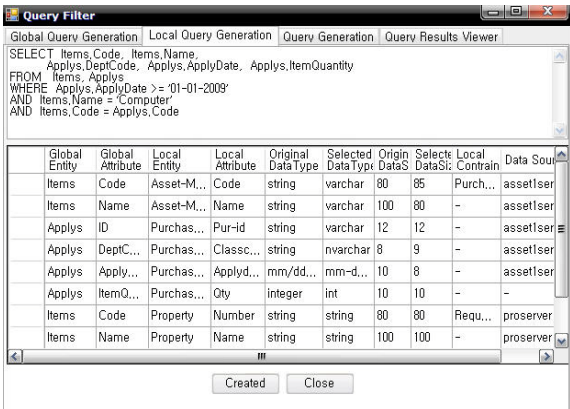 Query Filter
Global Query Generation Local Query Generation Query Generation Query Results Viewer
SELECT Items,Code, Items,Name,
Applys,DeptCode, Applys,ApplyDate, Applys,ItemQuantity
FROM Items, Applys
WHERE Applys,ApplyDate >= '01-01-2009'
AND Items,Name = 'Computer'
AND Items,Code = Applys,Code
Global Entity Global Attribute Local Entity Local Attribute Original DataType Selected DataType Origin DataS Selecte DataSiz Local Contrain Data Sour
Items Code Asset-M... Code string varchar 80 85 Purch... asset1ser
Items Name Asset-M... Name string varchar 100 80 - asset1ser
Applys ID Purchas... Pur-id string varchar 12 12 - asset1ser
Applys DeptC... Purchas... Classc... string nvarchar 8 9 - asset1ser
Applys Apply... Purchas... Applyd... mm/dd... mm-d... 10 8 - asset1ser
Applys ItemQ... Purchas... Qty integer int 10 10 - -
Items Code Property Number string string 80 80 Requ... proserver
Items Name Property Name string string 100 100 - proserver
Created Close